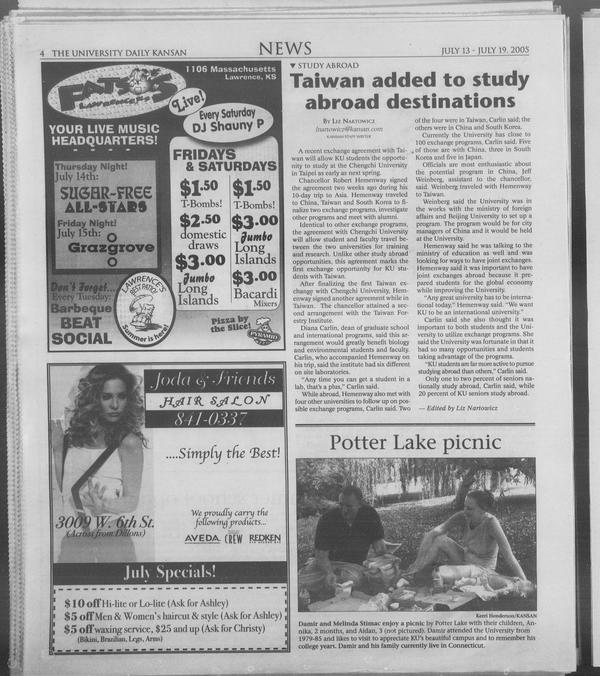 4 THE UNIVERSITY DAILY KANSAN
NEWS
JULY 13 - JULY 19, 2005
FATSO'S
LAWRENCE KS
1106 Massachusetts
Lawrence, KS
Live!
Every Saturday
DJ Shauny P
YOUR LIVE MUSIC
HEADQUARTERS!
Thursday Night!
July 14th:
SUGAR-FREE
ALL-STARS
Friday Night!
July 15th:
Grazgrove
Don't Forget...
Every Tuesday:
Barbeque
BEAT
SOCIAL
LAWRENCE'S
BEST PATIO!
Summer is here!
FRIDAYS
& SATURDAYS
$1.50
T-Bombs!
$2.50
domestic
draws
$3.00
Jumbo
Long
Islands
$1.50
T-Bombs!
$3.00
Jumbo
Long
Islands
$3.00
Bacardi
Mixers
Pizza by
the Slice!
PYRAMID
Joda & Friends
HAIR SALON
841-0337
....Simply the Best!
3009 W. 6th St.
(Across from Dillons)
We proudly carry the
following products...
AVEDA CREW REDKEN
July Specials!
$10 off Hi-lite or Lo-lite (Ask for Ashley)
$5 off Men & Women's haircut & style (Ask for Ashley)
$5 off waxing service, $25 and up (Ask for Christy)
(Bikini, Brazilian, Legs, Arms)
▼ STUDY ABROAD
Taiwan added to study
abroad destinations
BY LIZ NARTOWICZ
lnartowicz@kansan.com
KANSAN STAFF WRITER
A recent exchange agreement with Tai-
wan will allow KU students the opportu-
nity to study at the Chengchi University
in Taipei as early as next spring.
Chancellor Robert Hemenway signed
the agreement two weeks ago during his
10-day trip to Asia. Hemenway traveled
to China, Taiwan and South Korea to fi-
nalize two exchange programs, investigate
other programs and meet with alumni.
Identical to other exchange programs,
the agreement with Chengchi University
will allow student and faculty travel be-
tween the two universities for training
and research. Unlike other study abroad
opportunities, this agreement marks the
first exchange opportunity for KU stu-
dents with Taiwan.
After finalizing the first Taiwan ex-
change with Chengchi University, Hem-
enway signed another agreement while in
Taiwan. The chancellor attained a sec-
ond arrangement with the Taiwan For-
estry Institute.
Diana Carlin, dean of graduate school
and international programs, said this ar-
rangement would greatly benefit biology
and environmental students and faculty.
Carlin, who accompanied Hemenway on
his trip, said the institute had six different
on site laboratories.
"Any time you can get a student in a
lab, that's a plus," Carlin said.
While abroad, Hemenway also met with
four other universities to follow up on pos-
sible exchange programs, Carlin said. Two
of the four were in Taiwan, Carlin said; the
others were in China and South Korea.
Currently the University has close to
100 exchange programs, Carlin said. Five
of those are with China, three in South
Korea and five in Japan.
Officials are most enthusiastic about
the potential program in China, Jeff
Weinberg, assistant to the chancellor,
said. Weinberg traveled with Hemenway
to Taiwan.
Weinberg said the University was in
the works with the ministry of foreign
affairs and Beijing University to set up a
program. The program would be for city
managers of China and it would be held
at the University.
Hemenway said he was talking to the
ministry of education as well and was
looking for ways to have joint exchanges.
Hemenway said it was important to have
joint exchanges abroad because it pre-
pared students for the global economy
while improving the University.
"Any great university has to be interna-
tional today," Hemenway said. "We want
KU to be an international university."
Carlin said she also thought it was
important to both students and the Uni-
versity to utilize exchange programs. She
said the University was fortunate in that it
had so many opportunities and students
taking advantage of the programs.
"KU students are far more active to pursue
studying abroad than others," Carlin said.
Only one to two percent of seniors na-
tionally study abroad, Carlin said, while
20 percent of KU seniors study abroad.
— Edited by Liz Nartowicz
Potter Lake picnic
Kerri Henderson/KANSAN
Damir and Melinda Stimac enjoy a picnic by Potter Lake with their children, An-
nika, 2 months, and Aidan, 3 (not pictured). Damir attended the University from
1979-85 and likes to visit to appreciate KU's beautiful campus and to remember his
college years. Damir and his family currently live in Connecticut.